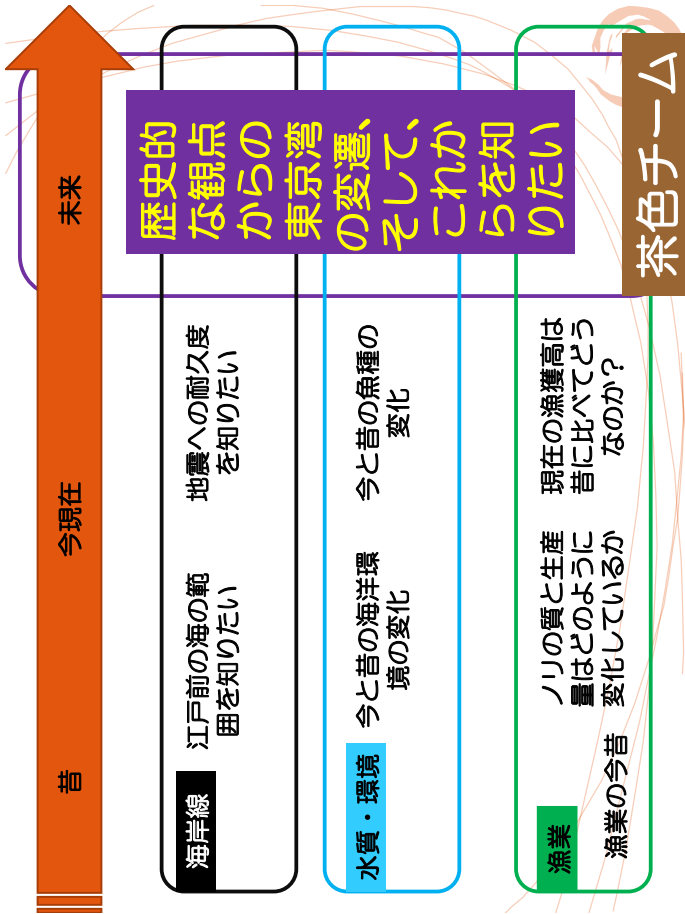 茶色チーム
昔
今現在
未来
歴史的
な観点
からの
東京湾
の変遷、
そして、
これか
らを知
りたい
海岸線
江戸前の海の範
囲を知りたい
地震への耐久度
を知りたい
水質・環境
今と昔の海洋環
境の変化
今と昔の魚種の
変化
漁業
漁業の今昔
ノリの質と生産
量はどのように
変化しているか
現在の漁獲高は
昔に比べてどう
なのか？